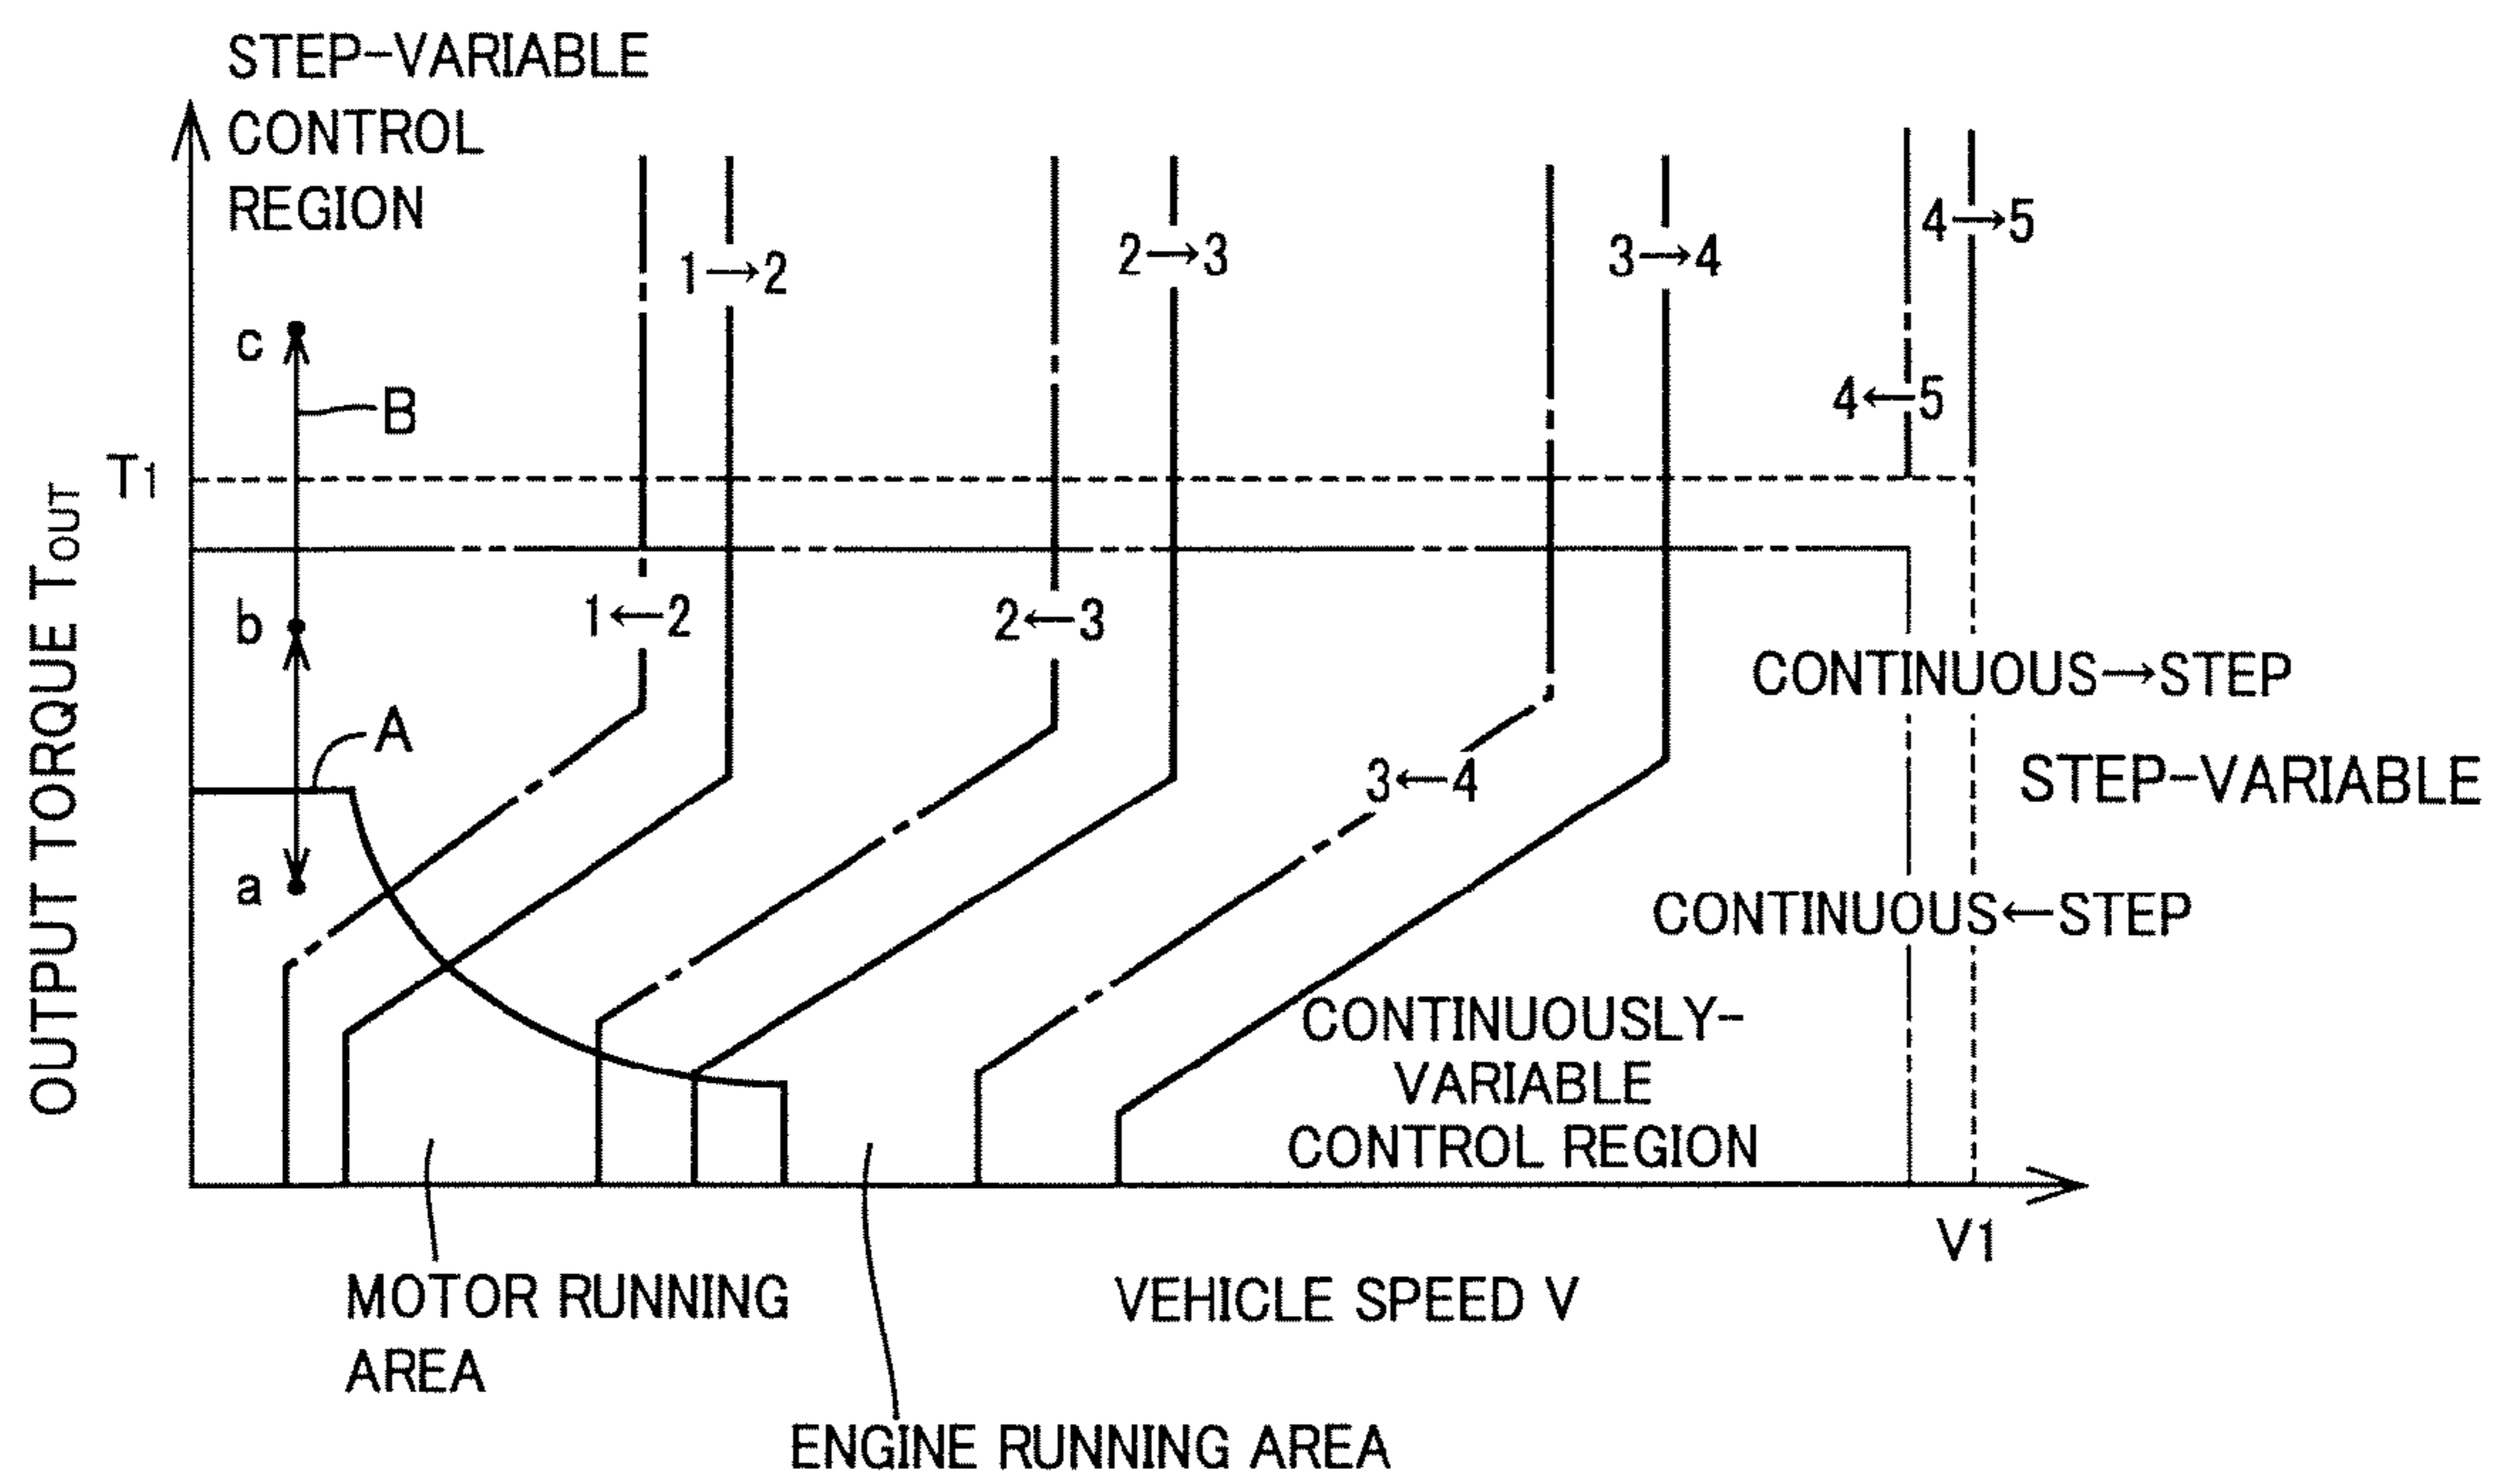 STEP-VARIABLE
CONTROL
REGION
1→2
2→3
3→4
4→5
c
B
4←5
T1
b
1←2
2←3
CONTINUOUS→STEP
A
3←4
STEP-VARIABLE
a
CONTINUOUS←STEP
OUTPUT TORQUE TOUT
CONTINUOUSLY-
VARIABLE
CONTROL REGION
V1
MOTOR RUNNING
AREA
VEHICLE SPEED V
ENGINE RUNNING AREA